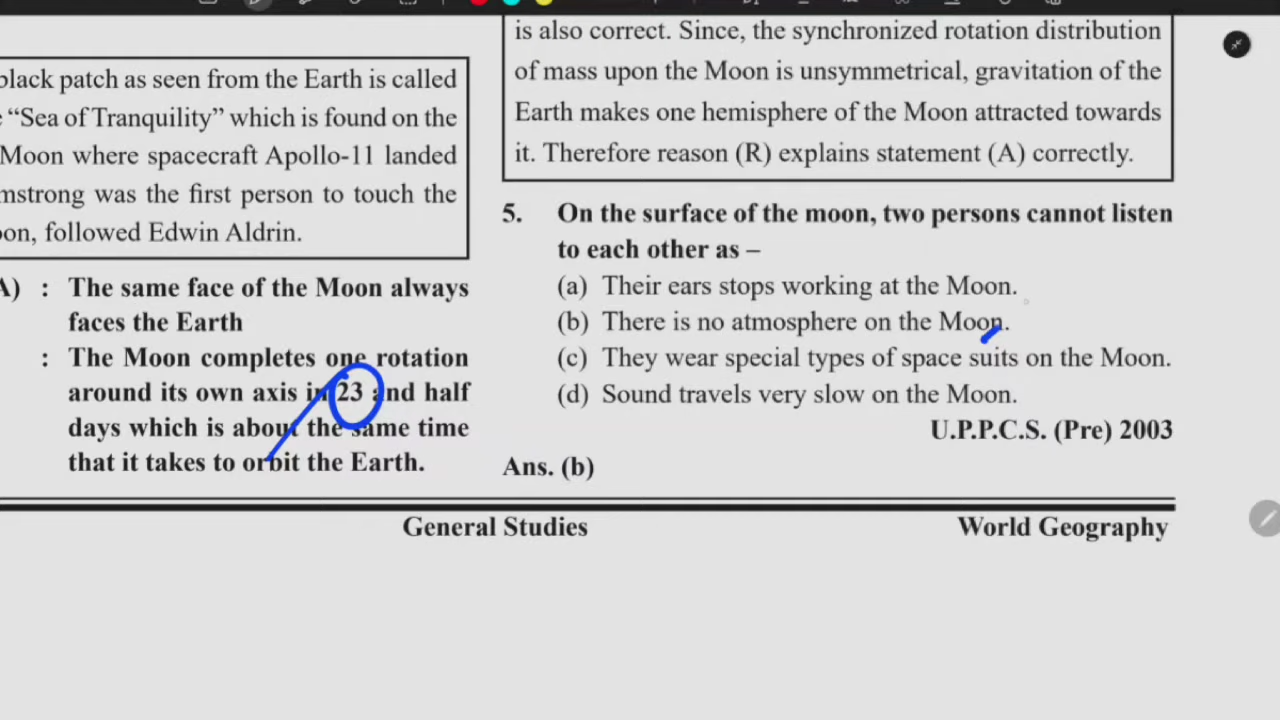 black patch as seen from the Earth is called
"Sea of Tranquility" which is found on the
Moon where spacecraft Apollo-11 landed
mstrong was the first person to touch the
oon, followed Edwin Aldrin.
A) : The same face of the Moon always
faces the Earth
: The Moon completes one rotation
around its own axis in 23 and half
days which is about the same time
that it takes to orbit the Earth.
is also correct. Since, the synchronized rotation distribution
of mass upon the Moon is unsymmetrical, gravitation of the
Earth makes one hemisphere of the Moon attracted towards
it. Therefore reason (R) explains statement (A) correctly.
5. On the surface of the moon, two persons cannot listen
to each other as –
(a) Their ears stops working at the Moon.
(b) There is no atmosphere on the Moon.
(c) They wear special types of space suits on the Moon.
(d) Sound travels very slow on the Moon.
U.P.P.C.S. (Pre) 2003
Ans. (b)
General Studies
World Geography